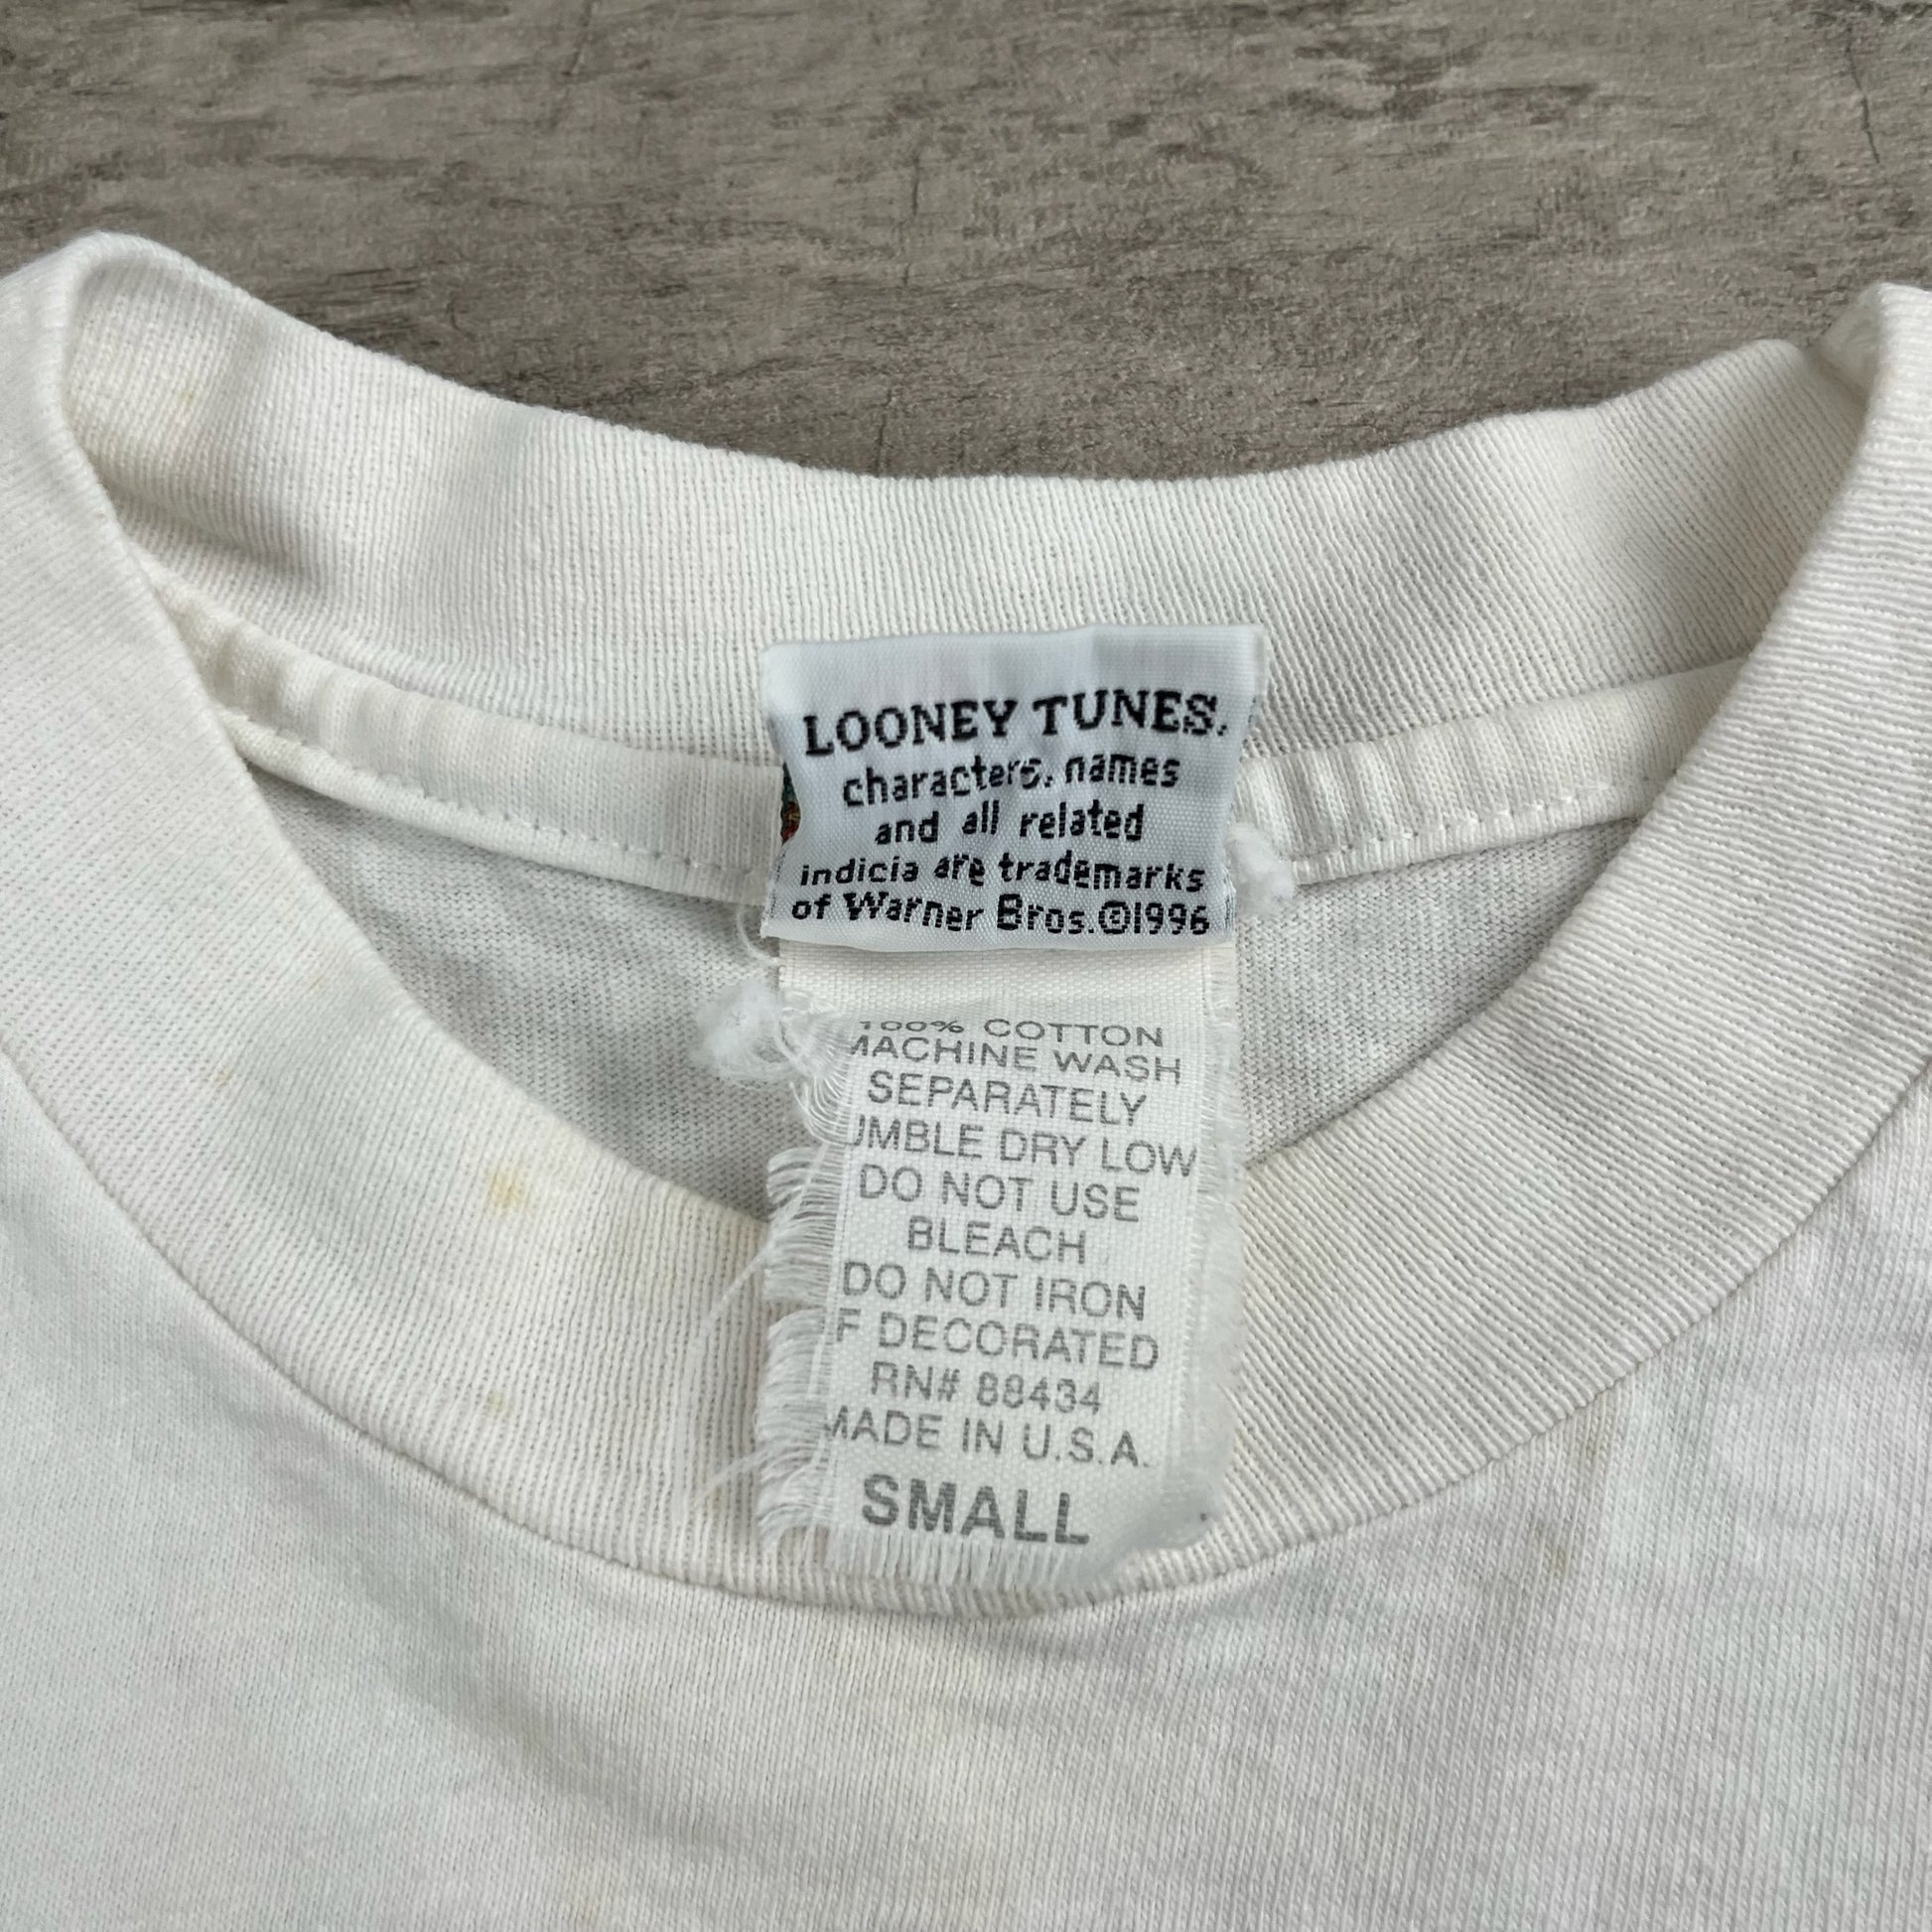 LOONEY TUNES.
characters, names
and all related
indicia are trademarks
of Warner Bros.©1996
100% COTTON
MACHINE WASH
SEPARATELY
UMBLE DRY LOW
DO NOT USE
BLEACH
DO NOT IRON
F DECORATED
RN# 88434
MADE IN U.S.A.
SMALL